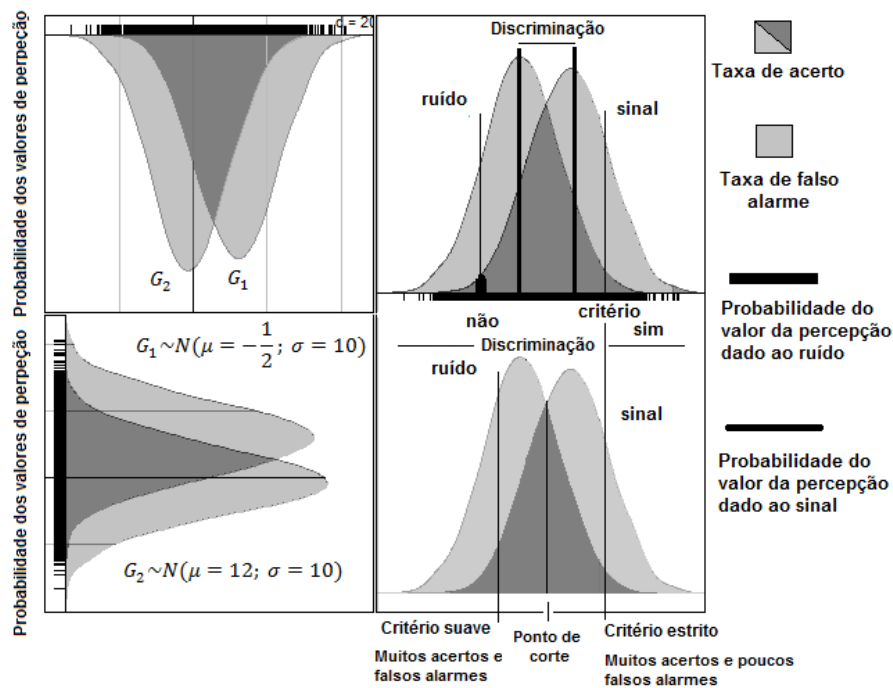 Probabilidade dos valores de perpeção
G₂
G₁
Discriminação
ruído
sinal
Taxa de acerto
Taxa de falso
alarme
Probabilidade do
valor da percepção
dado ao ruído
Probabilidade do
valor da percepção
dado ao sinal
Probabilidade dos valores de perpeção
G₁~N(μ = −1/2; σ = 10)
G₂~N(μ = 12; σ = 10)
não
critério
sim
Discriminação
ruído
sinal
Critério suave
Ponto de
corte
Critério estrito
Muitos acertos e
falsos alarmes
Muitos acertos e poucos
falsos alarmes